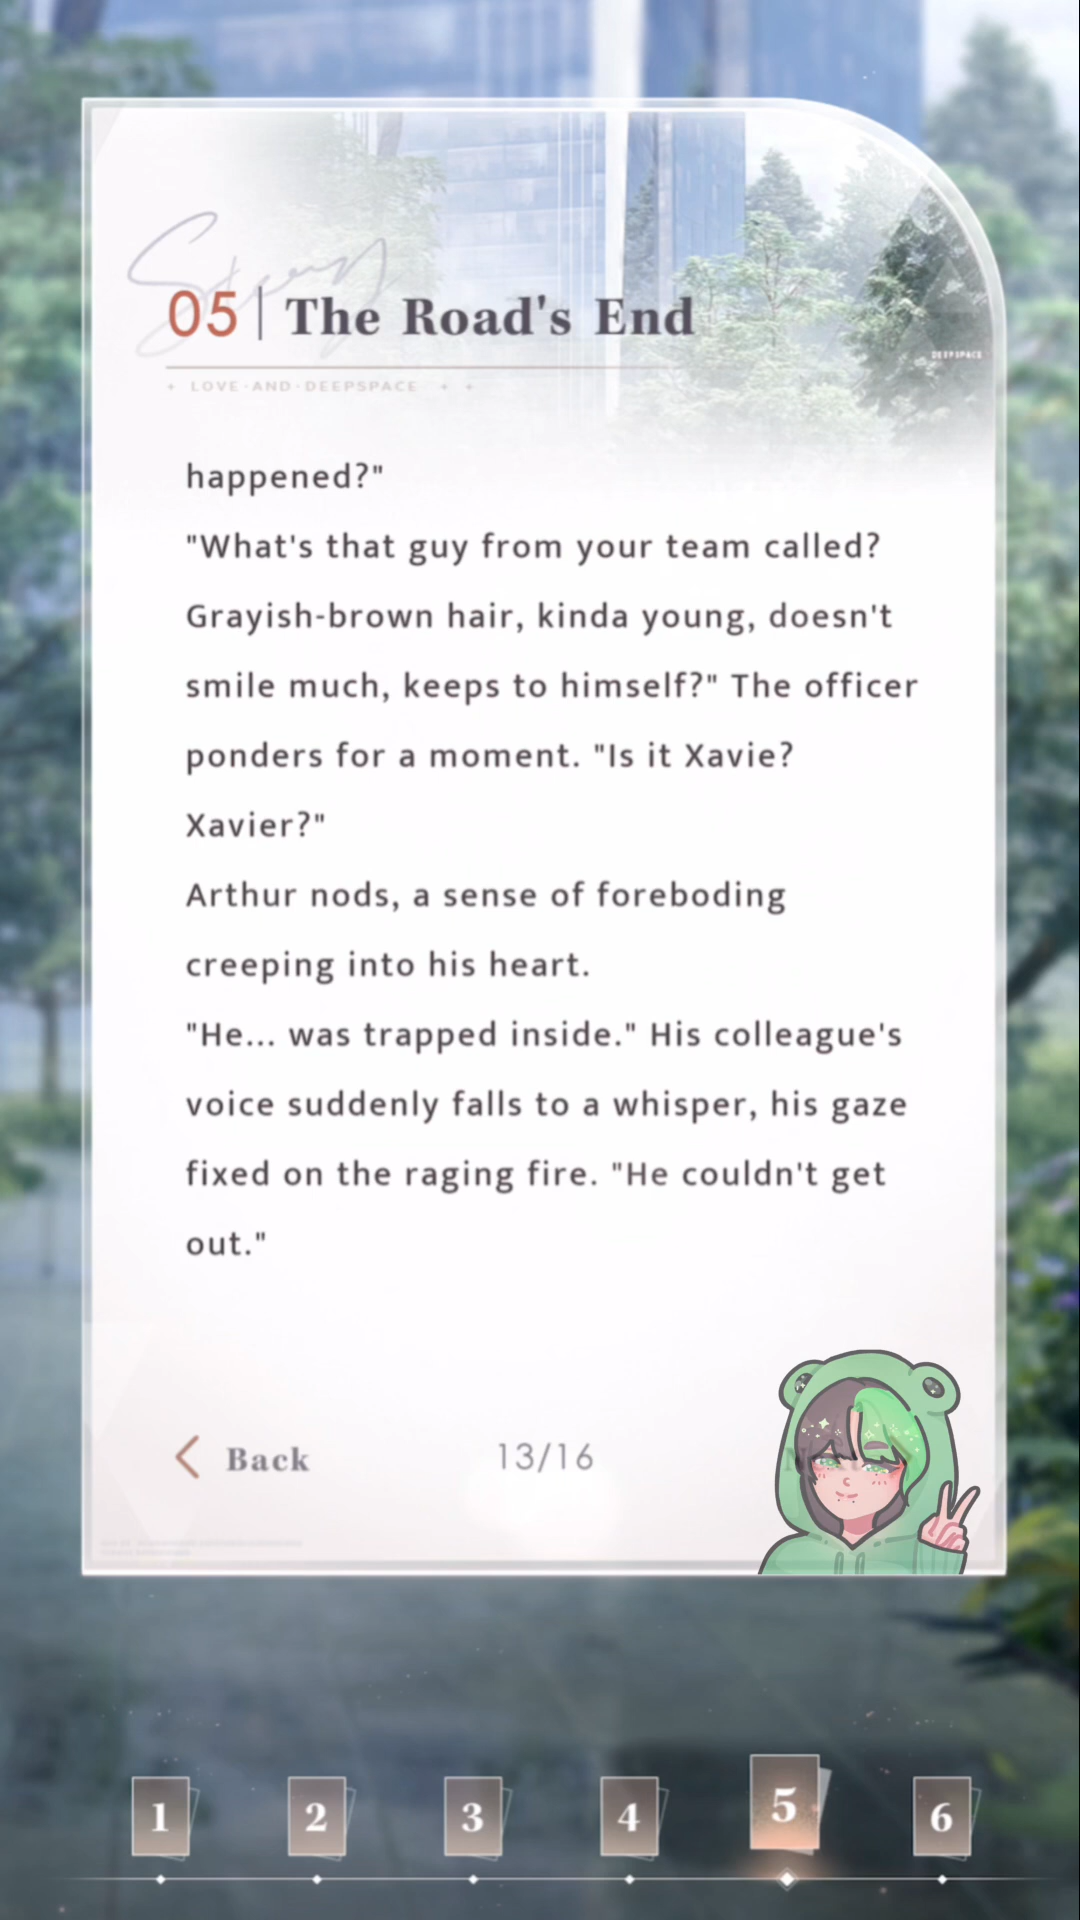 Story
05 | The Road's End
LOVE·AND·DEEPSPACE
DEEPSPACE
happened?"
"What's that guy from your team called?
Grayish-brown hair, kinda young, doesn't
smile much, keeps to himself?" The officer
ponders for a moment. "Is it Xavie?
Xavier?"
Arthur nods, a sense of foreboding
creeping into his heart.
"He... was trapped inside." His colleague's
voice suddenly falls to a whisper, his gaze
fixed on the raging fire. "He couldn't get
out."
Back
13/16
1 2 3 4 5 6